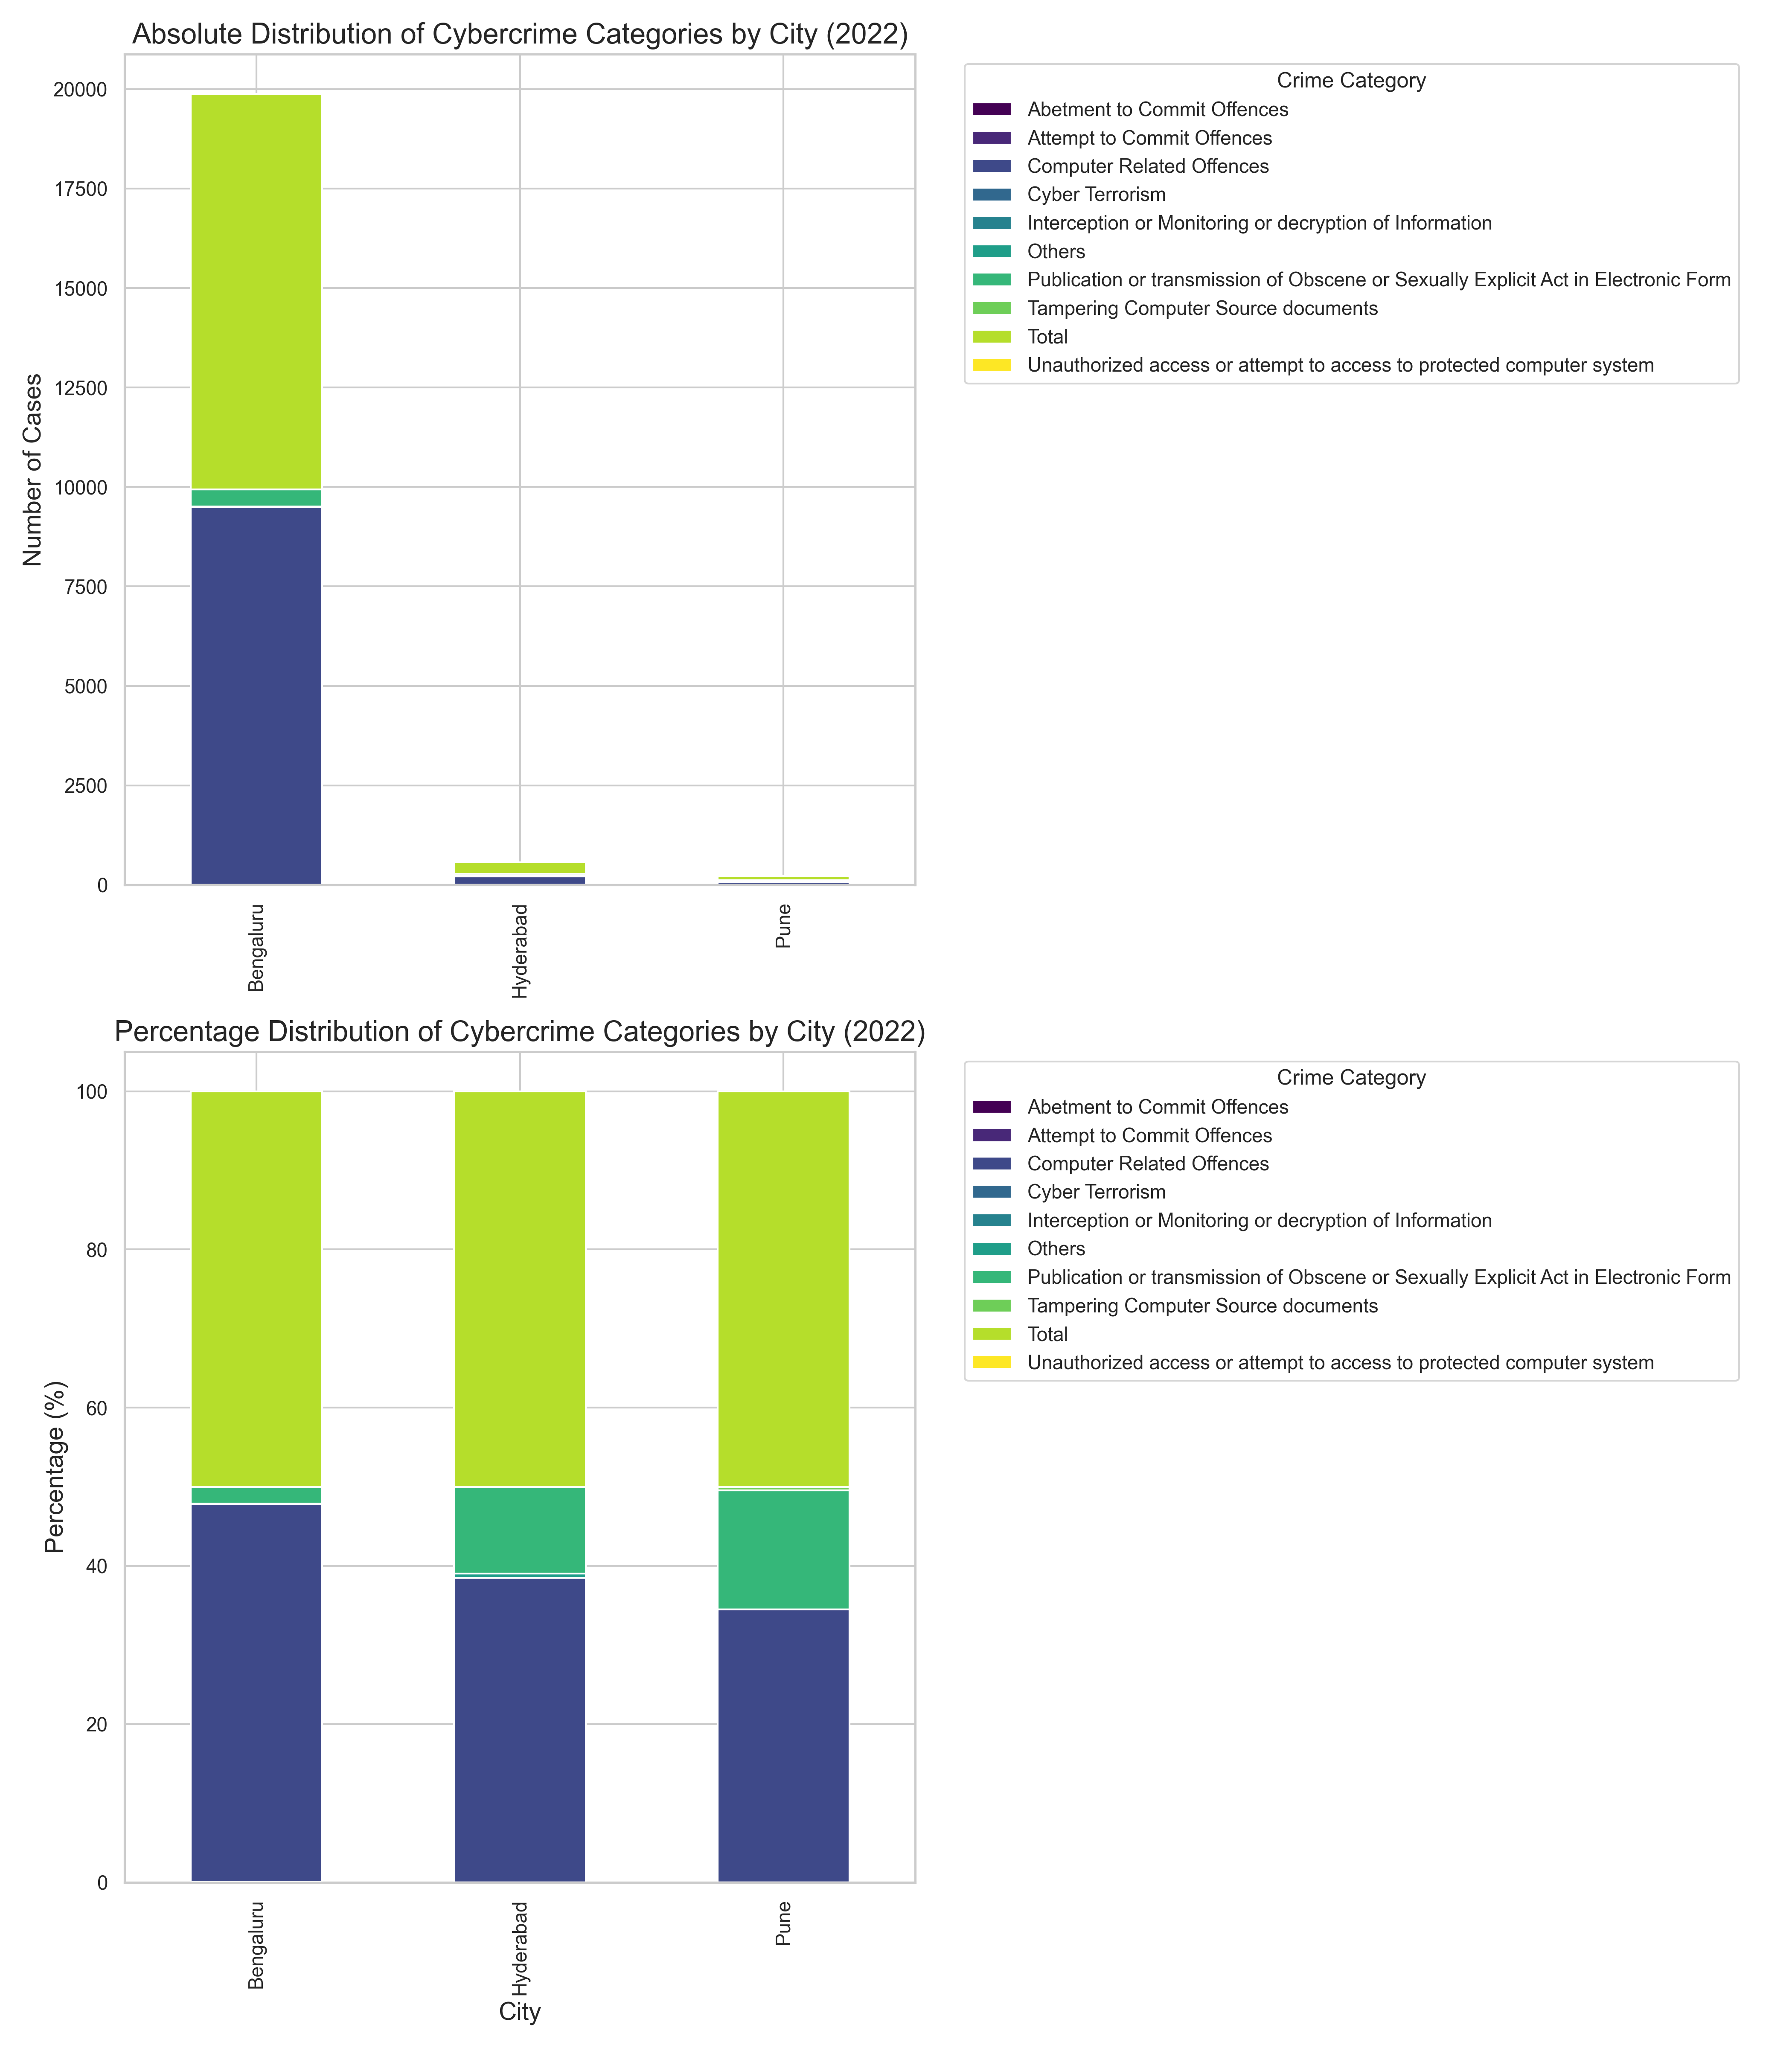 Absolute Distribution of Cybercrime Categories by City (2022)
Number of Cases
20000
17500
15000
12500
10000
7500
5000
2500
0
Bengaluru
Hyderabad
Pune
Crime Category
Abetment to Commit Offences
Attempt to Commit Offences
Computer Related Offences
Cyber Terrorism
Interception or Monitoring or decryption of Information
Others
Publication or transmission of Obscene or Sexually Explicit Act in Electronic Form
Tampering Computer Source documents
Total
Unauthorized access or attempt to access to protected computer system
Percentage Distribution of Cybercrime Categories by City (2022)
Percentage (%)
100
80
60
40
20
0
Bengaluru
Hyderabad
Pune
City
Crime Category
Abetment to Commit Offences
Attempt to Commit Offences
Computer Related Offences
Cyber Terrorism
Interception or Monitoring or decryption of Information
Others
Publication or transmission of Obscene or Sexually Explicit Act in Electronic Form
Tampering Computer Source documents
Total
Unauthorized access or attempt to access to protected computer system